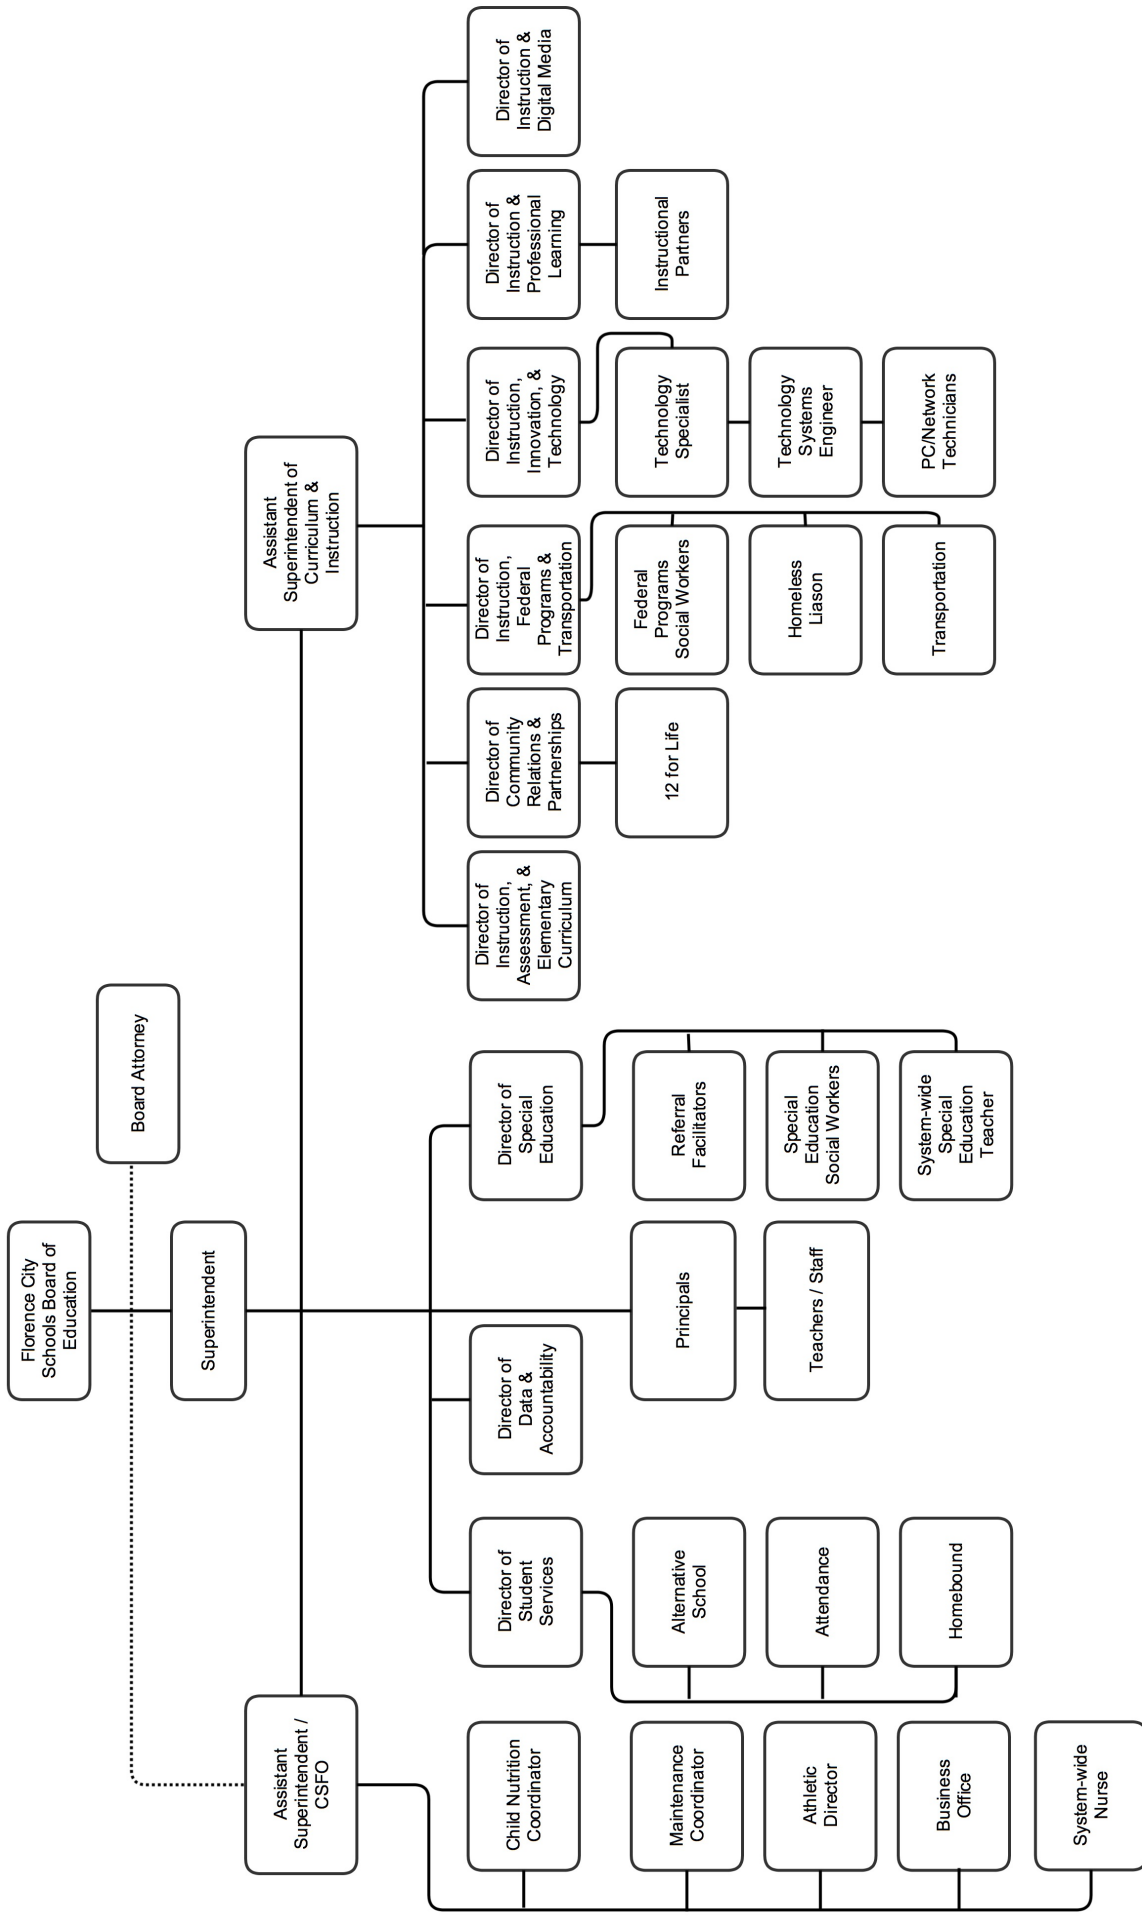 Florence City
Schools Board of
Education
Board Attorney
Superintendent
Assistant
Superintendent /
CSFO
Assistant
Superintendent of
Curriculum &
Instruction
Child Nutrition
Coordinator
Maintenance
Coordinator
Athletic
Director
Business
Office
System-wide
Nurse
Director of
Student
Services
Alternative
School
Attendance
Homebound
Director of
Data &
Accountability
Principals
Teachers / Staff
Director of
Special
Education
Referral
Facilitators
Special
Education
Social Workers
System-wide
Special
Education
Teacher
Director of
Instruction,
Assessment, &
Elementary
Curriculum
Director of
Community
Relations &
Partnerships
12 for Life
Director of
Instruction,
Federal
Programs &
Transportation
Federal
Programs
Social Workers
Homeless
Liason
Transportation
Director of
Instruction,
Innovation, &
Technology
Technology
Specialist
Technology
Systems
Engineer
PC/Network
Technicians
Director of
Instruction &
Professional
Learning
Instructional
Partners
Director of
Instruction &
Digital Media